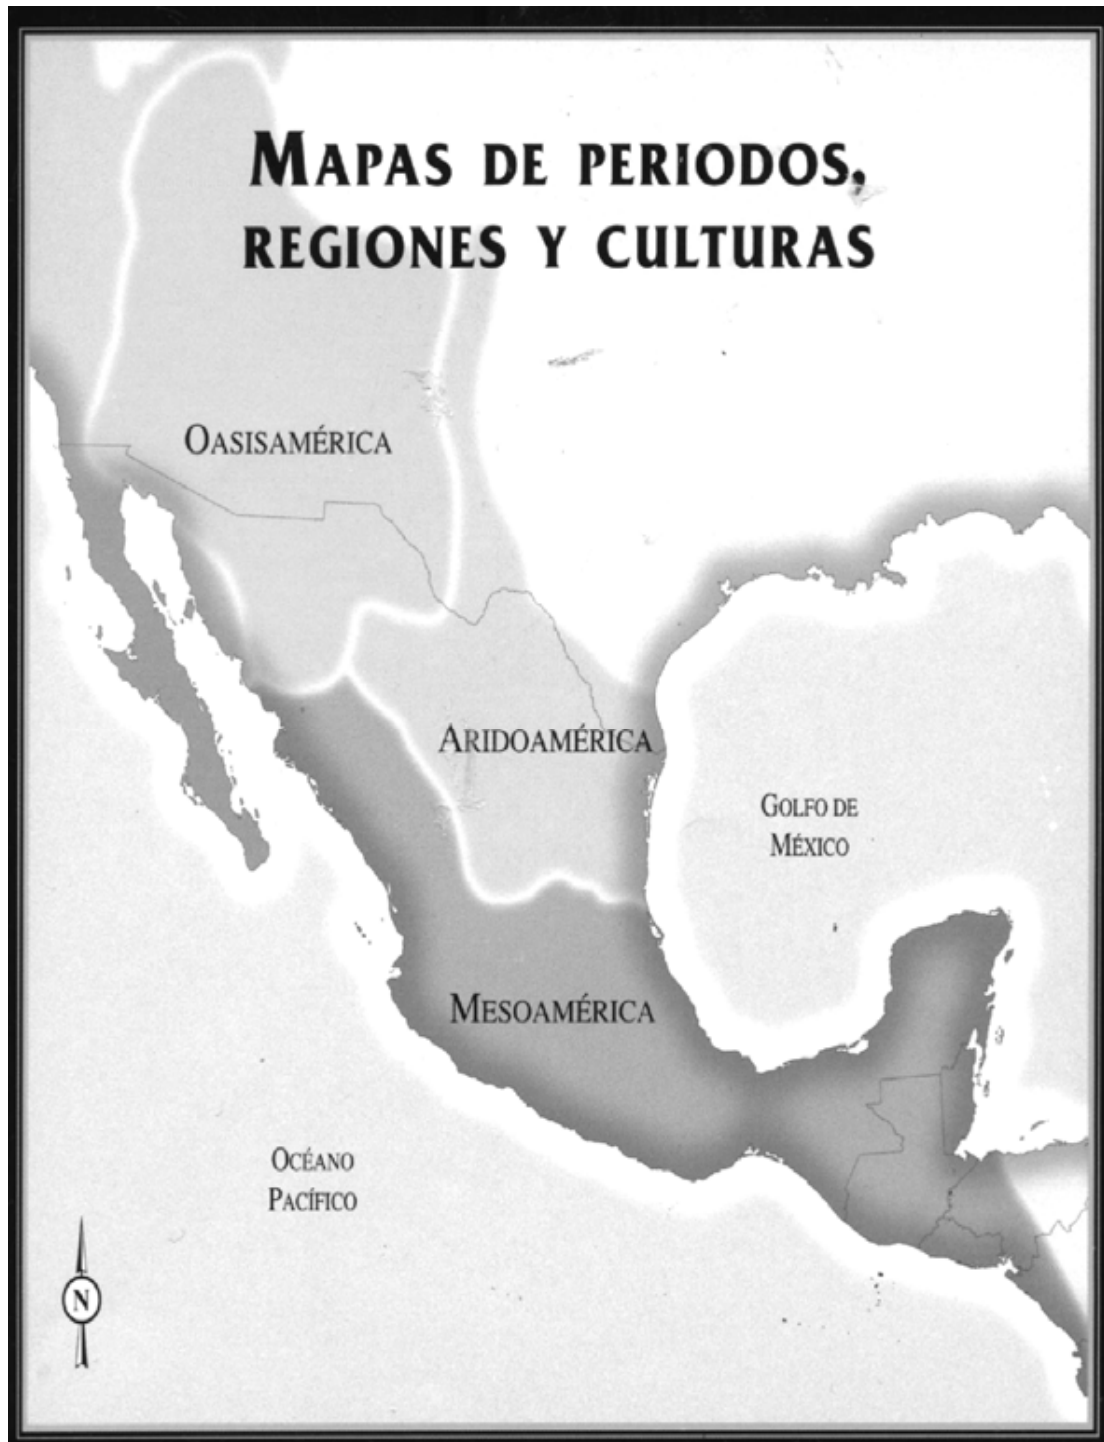 MAPAS DE PERIODOS,
REGIONES Y CULTURAS
OASISAMÉRICA
ARIDOAMÉRICA
GOLFO DE
MÉXICO
MESOAMÉRICA
OCÉANO
PACÍFICO
N